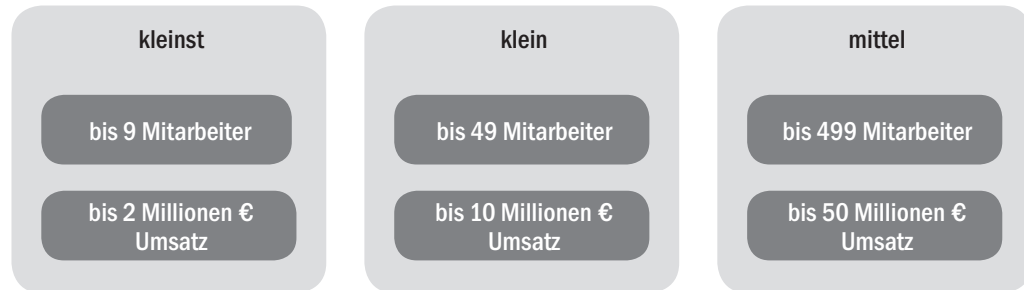 kleinst
bis 9 Mitarbeiter
bis 2 Millionen €
Umsatz
klein
bis 49 Mitarbeiter
bis 10 Millionen €
Umsatz
mittel
bis 499 Mitarbeiter
bis 50 Millionen €
Umsatz